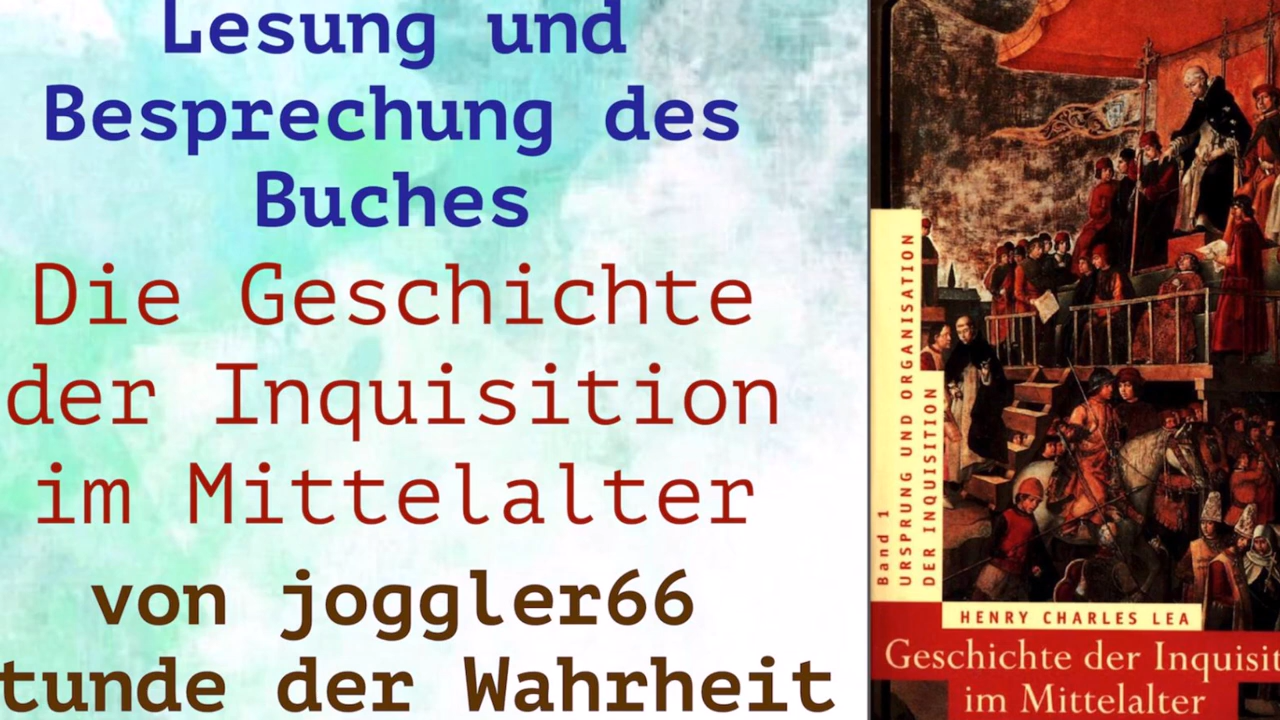 Lesung und
Besprechung des
Buches
Die Geschichte
der Inquisition
im Mittelalter
von joggler66
tunde der Wahrheit
Band 1
URSPRUNG UND ORGANISATION
DER INQUISITION
HENRY CHARLES LEA
Geschichte der Inquisit
im Mittelalter